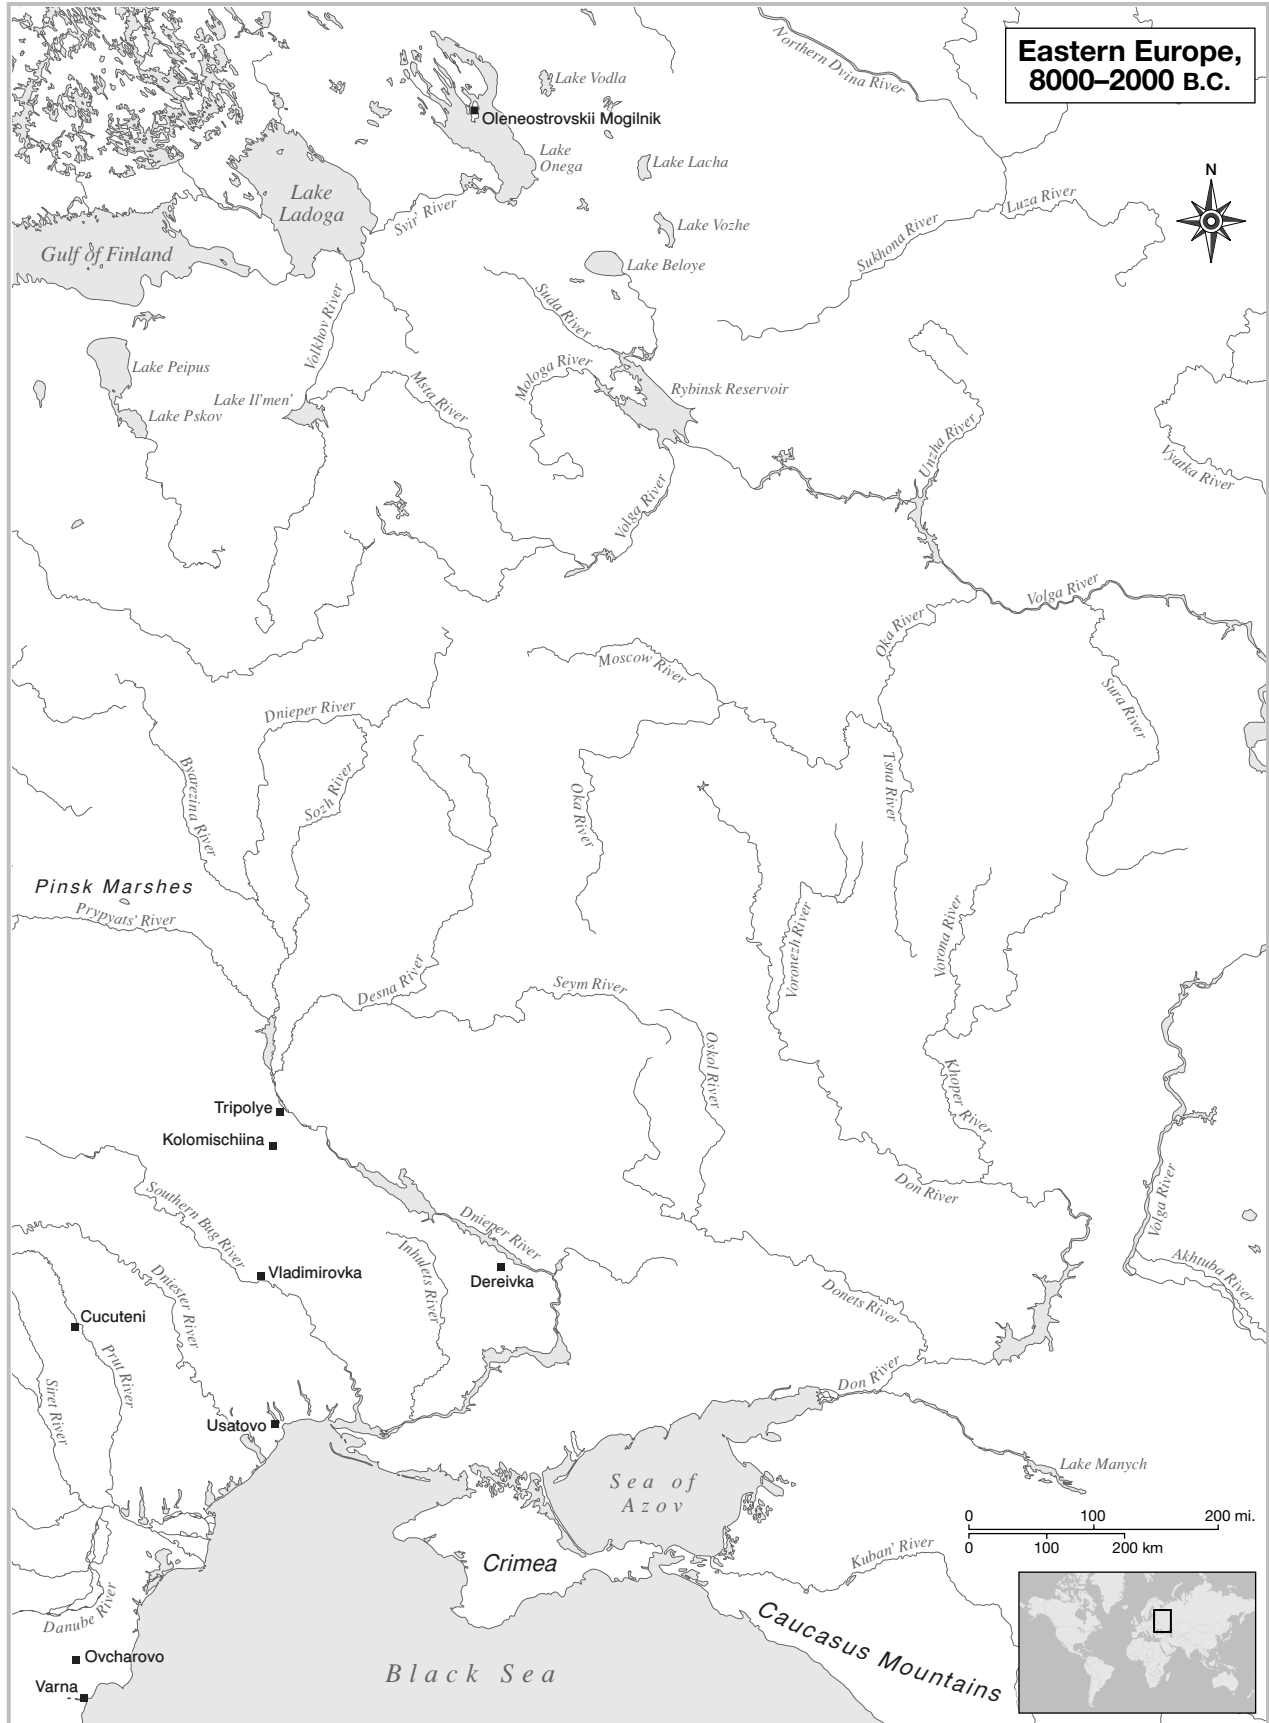 Eastern Europe,
8000–2000 B.C.
Northern Dvina River
Lake Vodla
Oleneostrovskii Mogilnik
Lake
Onega
Lake Lacha
N
Lake
Ladoga
Svir' River
Luza River
Lake Vozhe
Sukhona River
Gulf of Finland
Lake Beloye
Suda River
Volkhov River
Lake Peipus
Mologa River
Msta River
Rybinsk Reservoir
Lake Il'men'
Lake Pskov
Unzha River
Vyatka River
Volga River
Volga River
Oka River
Moscow River
Sura River
Dnieper River
Byarezina River
Sozh River
Oka River
Tsna River
Pinsk Marshes
Prypyats' River
Voronezh River
Vorona River
Desna River
Seym River
Oskol River
Khoper River
Tripolye
Kolomischiina
Don River
Volga River
Southern Bug River
Dnieper River
Inhulets River
Akhtuba River
Vladimirovka
Dereivka
Dniester River
Donets River
Cucuteni
Prut River
Siret River
Don River
Usatovo
Lake Manych
Sea of
Azov
0 100 200 mi.
0 100 200 km
Kuban' River
Crimea
Danube River
Caucasus Mountains
Ovcharovo
Black Sea
Varna